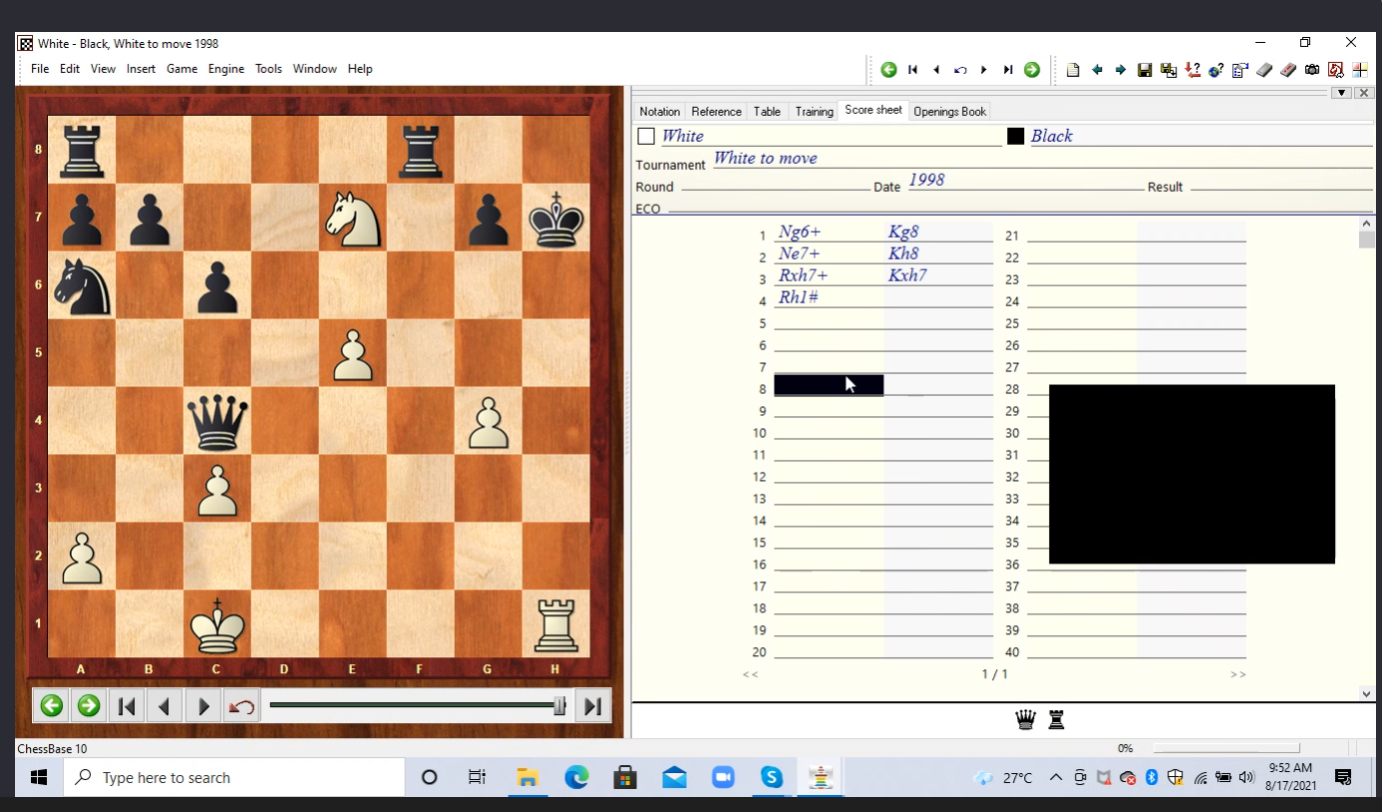 White - Black, White to move 1998
File Edit View Insert Game Engine Tools Window Help
Notation Reference Table Training Score sheet Openings Book
White Black
Tournament White to move
Round Date 1998 Result
ECO
8
7
6
5
4
3
2
1
A B C D E F G H
1 Ng6+ Kg8 21
2 Ne7+ Kh8 22
3 Rxh7+ Kxh7 23
4 Rh1# 24
5 25
6 26
7 27
8 28
9 29
10 30
11 31
12 32
13 33
14 34
15 35
16 36
17 37
18 38
19 39
20 40
<< 1 / 1 >>
ChessBase 10 0%
Type here to search 27°C 9:52 AM
8/17/2021